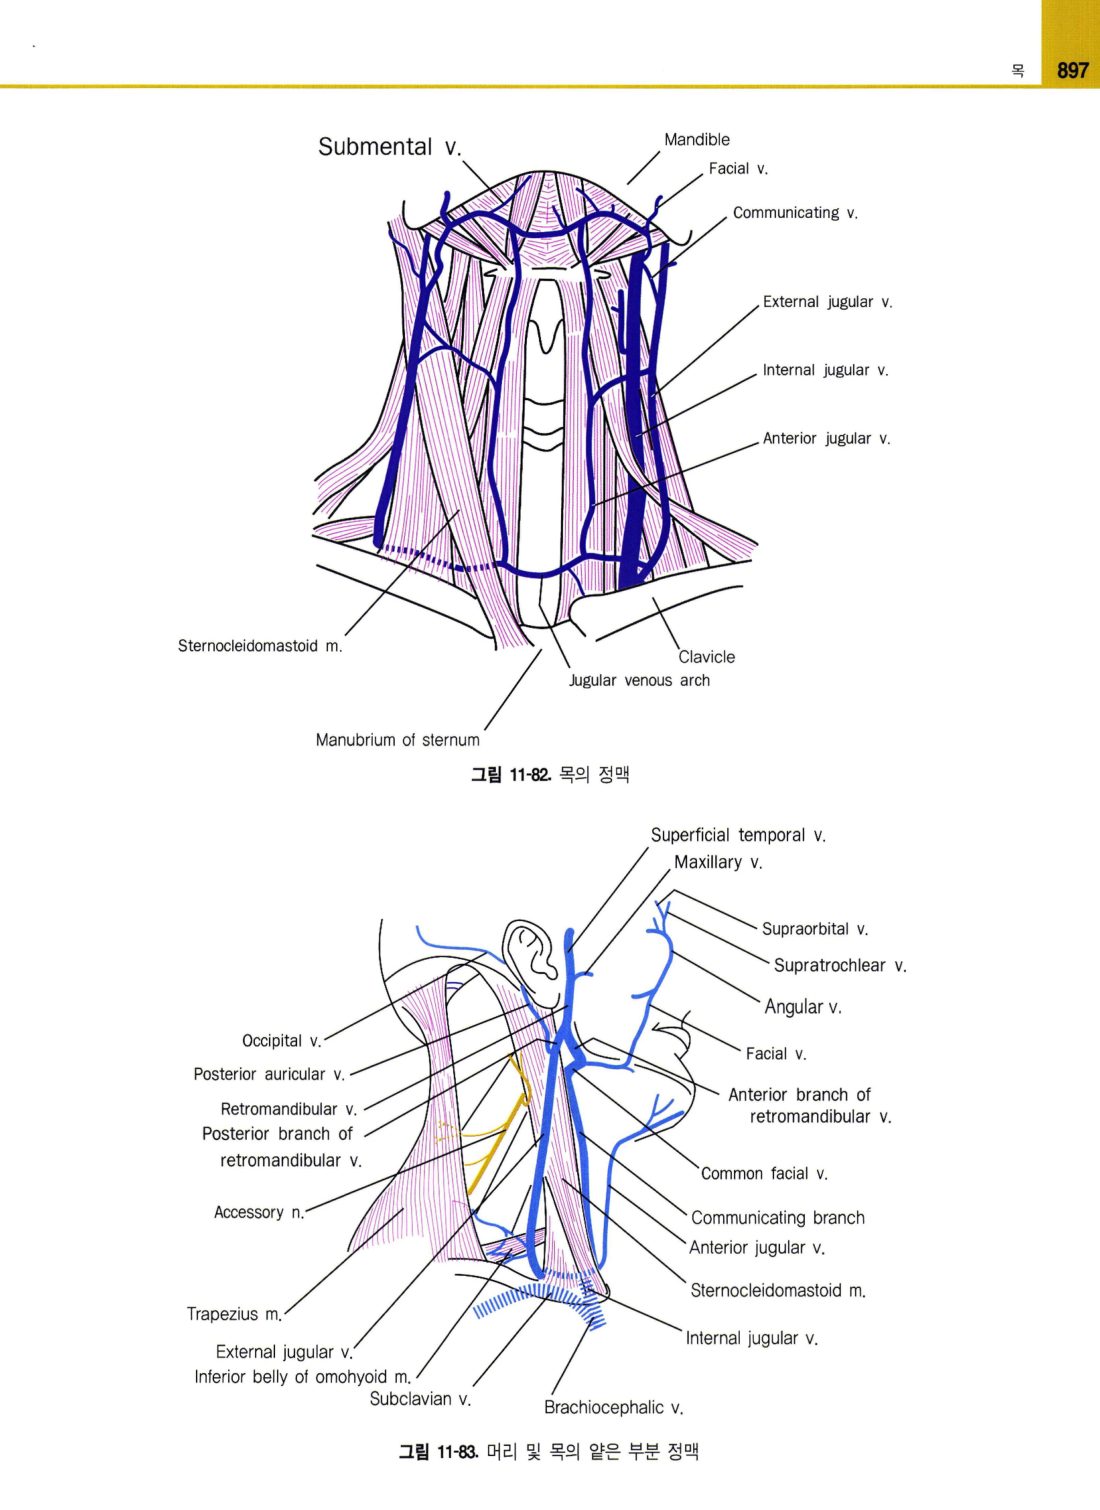 목 897
Submental v.
Mandible
Facial v.
Communicating v.
External jugular v.
Internal jugular v.
Anterior jugular v.
Sternocleidomastoid m.
Clavicle
Jugular venous arch
Manubrium of sternum
그림 11-82. 목의 정맥
Superficial temporal v.
Maxillary v.
Supraorbital v.
Supratrochlear v.
Angular v.
Occipital v.
Facial v.
Posterior auricular v.
Anterior branch of
retromandibular v.
Retromandibular v.
Posterior branch of
retromandibular v.
Common facial v.
Accessory n.
Communicating branch
Anterior jugular v.
Sternocleidomastoid m.
Trapezius m.
Internal jugular v.
External jugular v.
Inferior belly of omohyoid m.
Subclavian v.
Brachiocephalic v.
그림 11-83. 머리 및 목의 얕은 부분 정맥